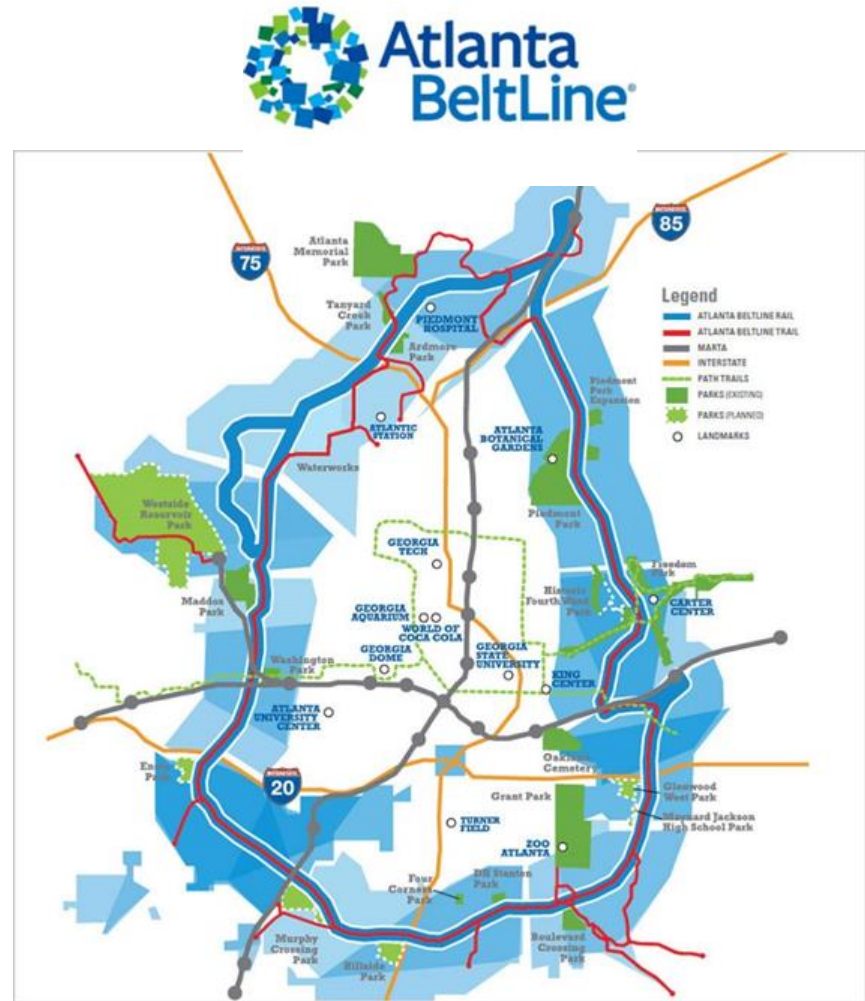 Atlanta
BeltLine®
INTERSTATE
75
INTERSTATE
85
Atlanta
Memorial
Park
Tanyard
Creek
Park
PIEDMONT
HOSPITAL
Ardmore
Park
Legend
ATLANTA BELTLINE RAIL
ATLANTA BELTLINE TRAIL
MARTA
INTERSTATE
PATH TRAILS
PARKS (EXISTING)
PARKS (PLANNED)
LANDMARKS
Piedmont
Park
Expansion
ATLANTIC
STATION
ATLANTA
BOTANICAL
GARDENS
Waterworks
Westside
Reservoir
Park
Piedmont
Park
GEORGIA
TECH
Freedom
Park
Historic
Fourth Ward
Park
CARTER
CENTER
Maddox
Park
GEORGIA
AQUARIUM
WORLD OF
COCA COLA
GEORGIA
DOME
GEORGIA
STATE
UNIVERSITY
KING
CENTER
Washington
Park
ATLANTA
UNIVERSITY
CENTER
Oakland
Cemetery
Enota
Park
INTERSTATE
20
Grant Park
Glenwood
West Park
Maynard Jackson
High School Park
TURNER
FIELD
ZOO
ATLANTA
Four
Corners
Park
DH Stanton
Park
Murphy
Crossing
Park
Hillside
Park
Boulevard
Crossing
Park